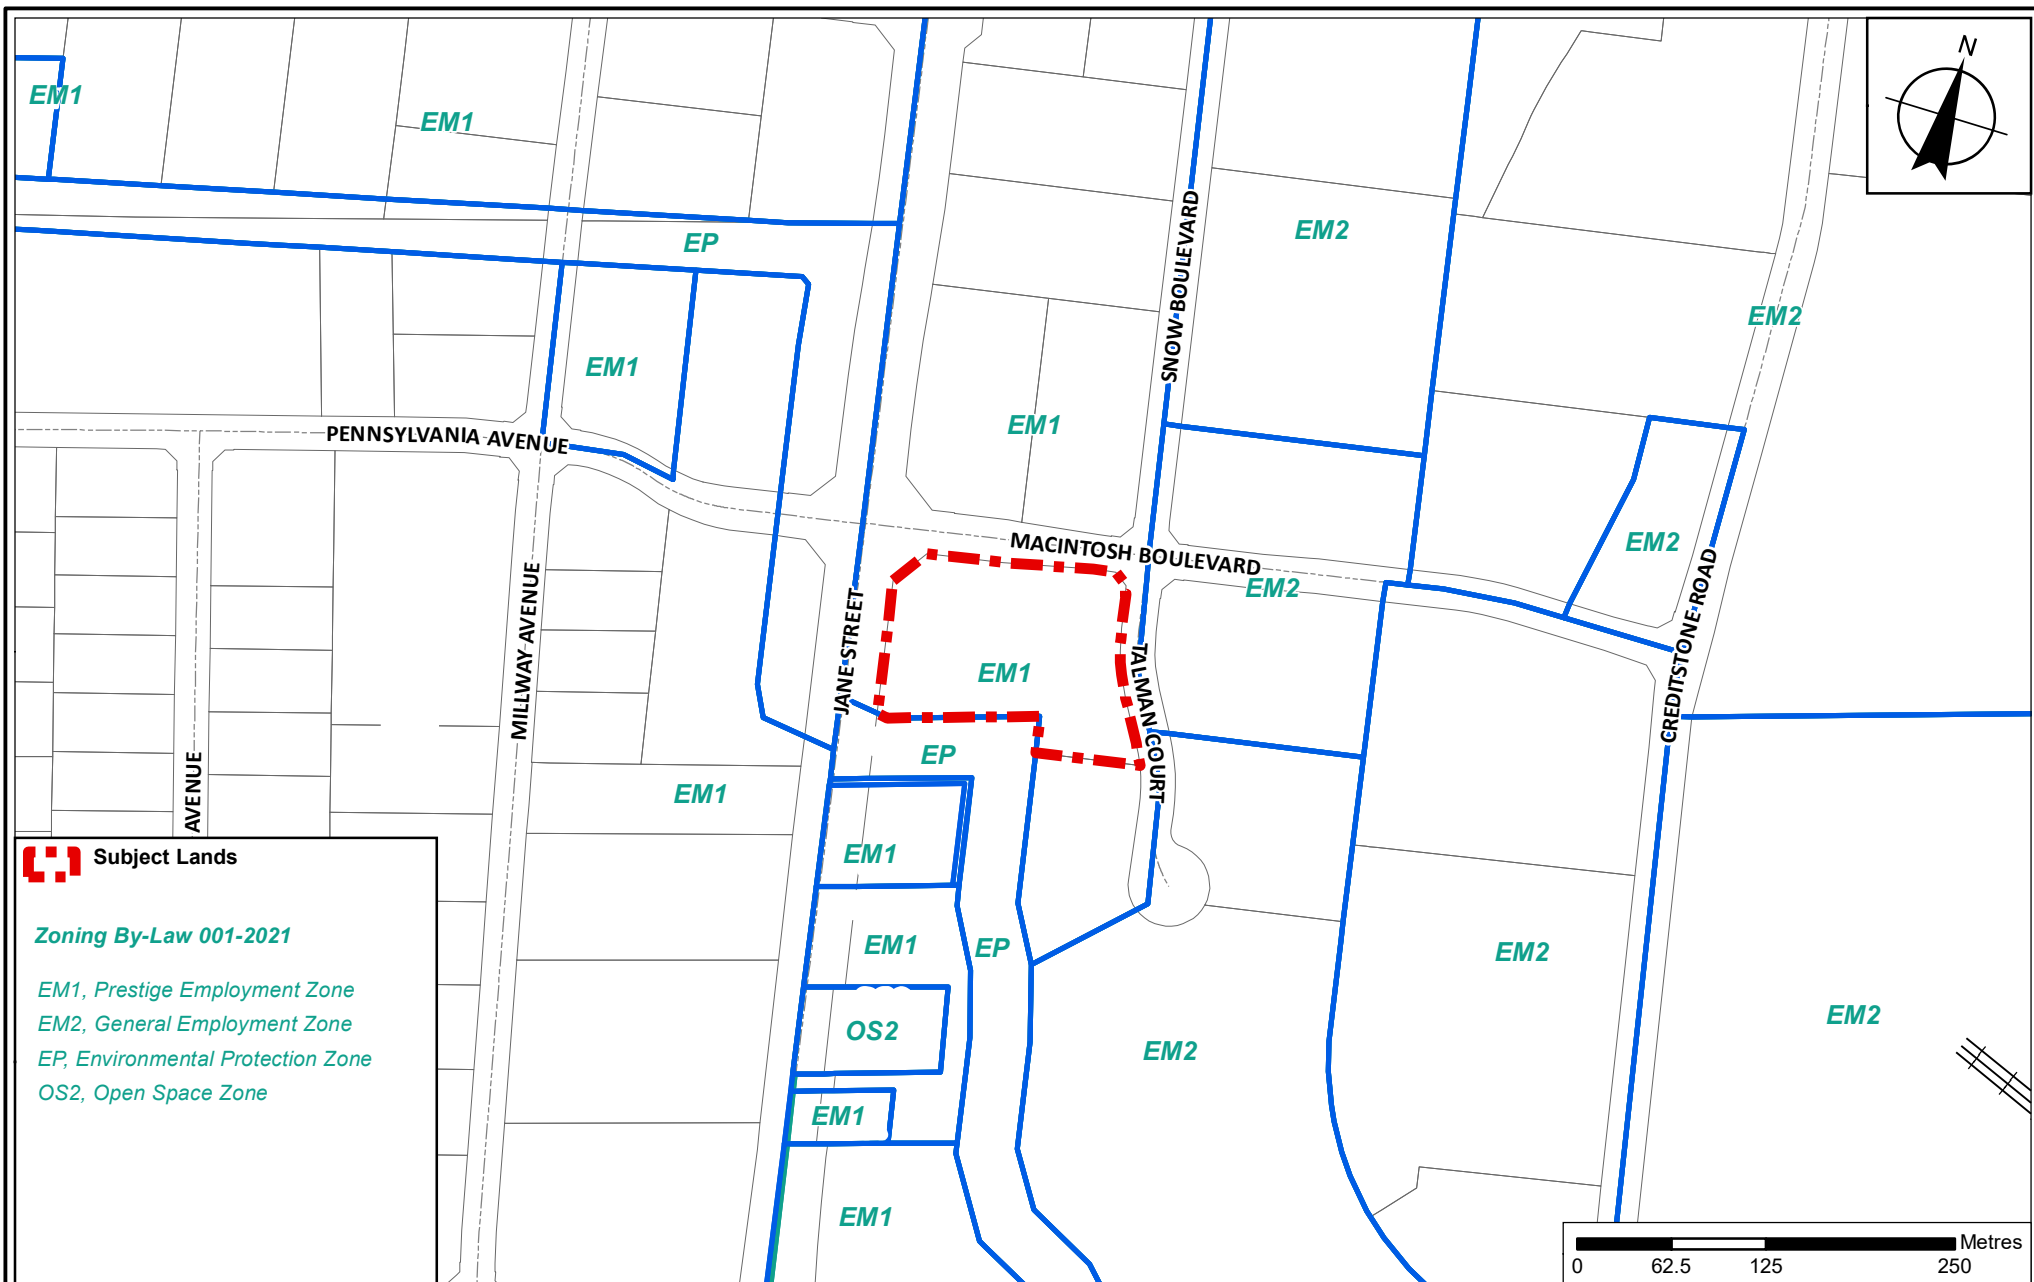 N
EM1
EM1
EP
EM2
EM2
SNOW BOULEVARD
EM1
EM1
PENNSYLVANIA AVENUE
MACINTOSH BOULEVARD
EM2
EM2
MILLWAY AVENUE
JANE STREET
EM1
TALMAN COURT
CREDITSTONE ROAD
EP
EM1
AVENUE
EM1
EM1
EP
EM2
OS2
EM2
EM2
EM1
EM1
Subject Lands
Zoning By-Law 001-2021
EM1, Prestige Employment Zone
EM2, General Employment Zone
EP, Environmental Protection Zone
OS2, Open Space Zone
Metres
0 62.5 125 250